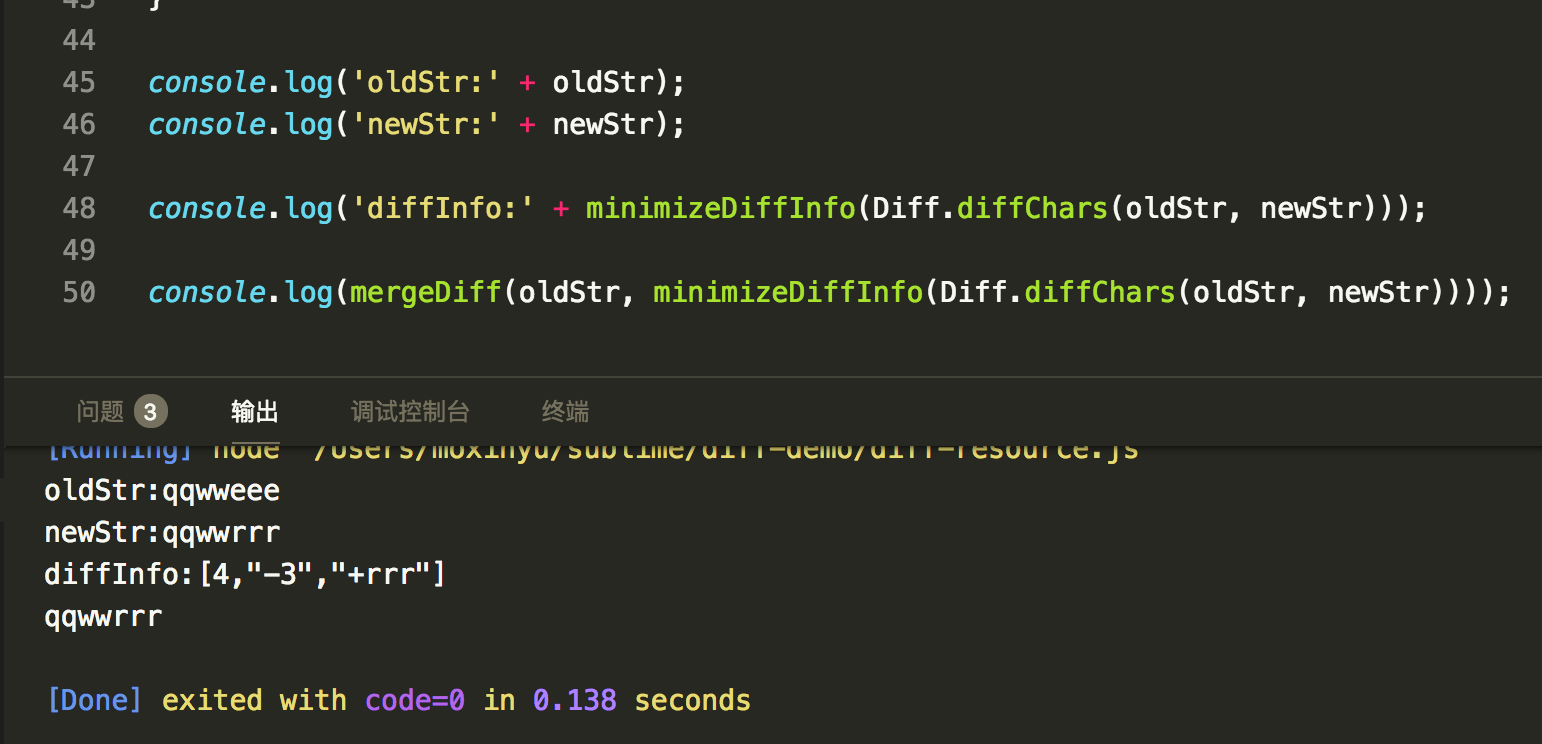 43 }
44
45 console.log('oldStr:' + oldStr);
46 console.log('newStr:' + newStr);
47
48 console.log('diffInfo:' + minimizeDiffInfo(Diff.diffChars(oldStr, newStr)));
49
50 console.log(mergeDiff(oldStr, minimizeDiffInfo(Diff.diffChars(oldStr, newStr))));
问题 3 输出 调试控制台 终端
[Running] node "/Users/moxinyu/sublime/diff-demo/diff-resource.js"
oldStr:qqwweee
newStr:qqwwrrr
diffInfo:[4,"-3","+rrr"]
qqwwrrr
[Done] exited with code=0 in 0.138 seconds